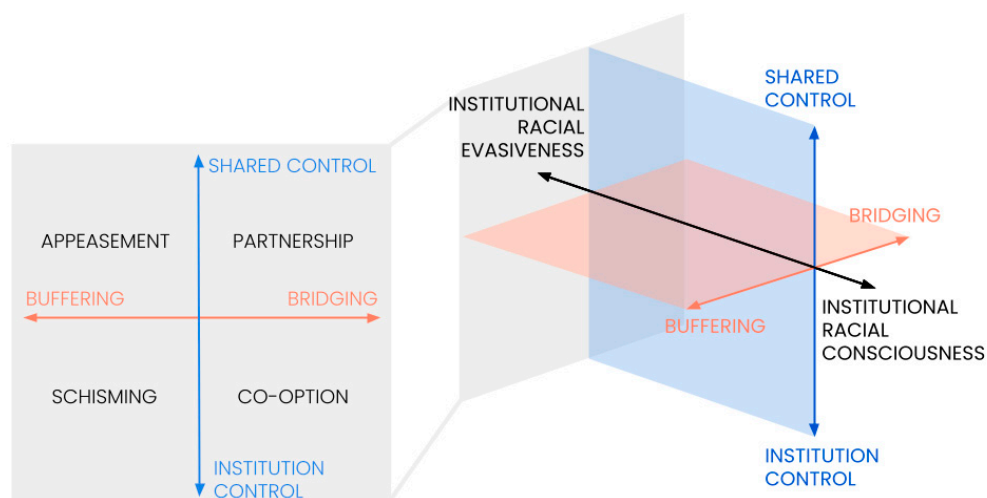 SHARED CONTROL
APPEASEMENT
PARTNERSHIP
BUFFERING
BRIDGING
SCHISMING
CO-OPTION
INSTITUTION
CONTROL
INSTITUTIONAL
RACIAL
EVASIVENESS
SHARED
CONTROL
BRIDGING
BUFFERING
INSTITUTIONAL
RACIAL
CONSCIOUSNESS
INSTITUTION
CONTROL